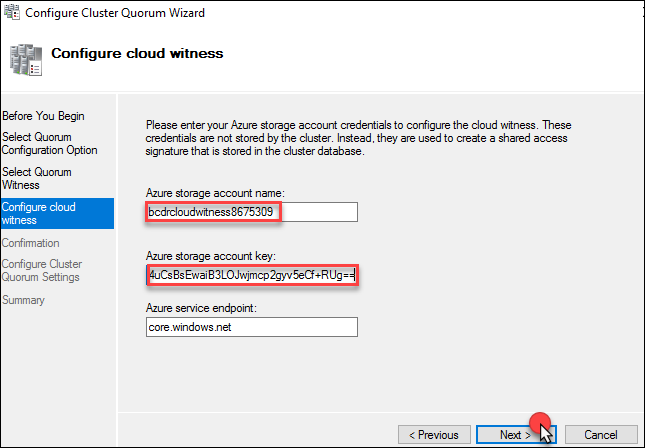 Configure Cluster Quorum Wizard
Configure cloud witness
Before You Begin
Select Quorum
Configuration Option
Select Quorum
Witness
Configure cloud
witness
Confirmation
Configure Cluster
Quorum Settings
Summary
Please enter your Azure storage account credentials to configure the cloud witness. These
credentials are not stored by the cluster. Instead, they are used to create a shared access
signature that is stored in the cluster database.
Azure storage account name:
bcdrcloudwitness8675309
Azure storage account key:
4uCsBsEwaiB3LOJwjmcp2gyv5eCf+RUg==
Azure service endpoint:
core.windows.net
< Previous
Next >
Cancel